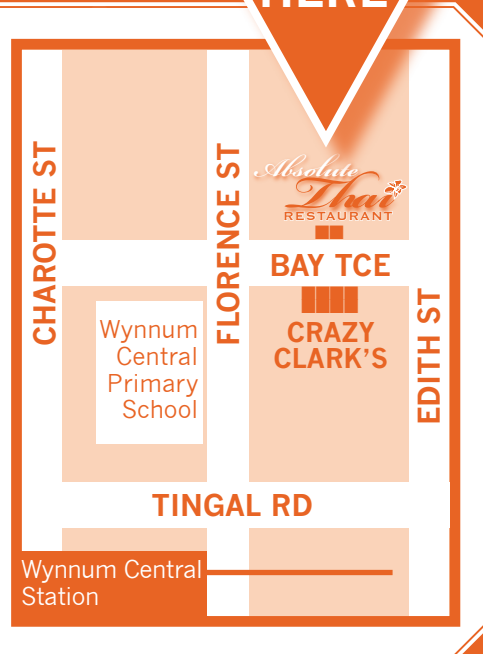 HERE
CHAROTTE ST
FLORENCE ST
Absolute
Thai
RESTAURANT
BAY TCE
CRAZY
CLARK'S
EDITH ST
Wynnum
Central
Primary
School
TINGAL RD
Wynnum Central
Station